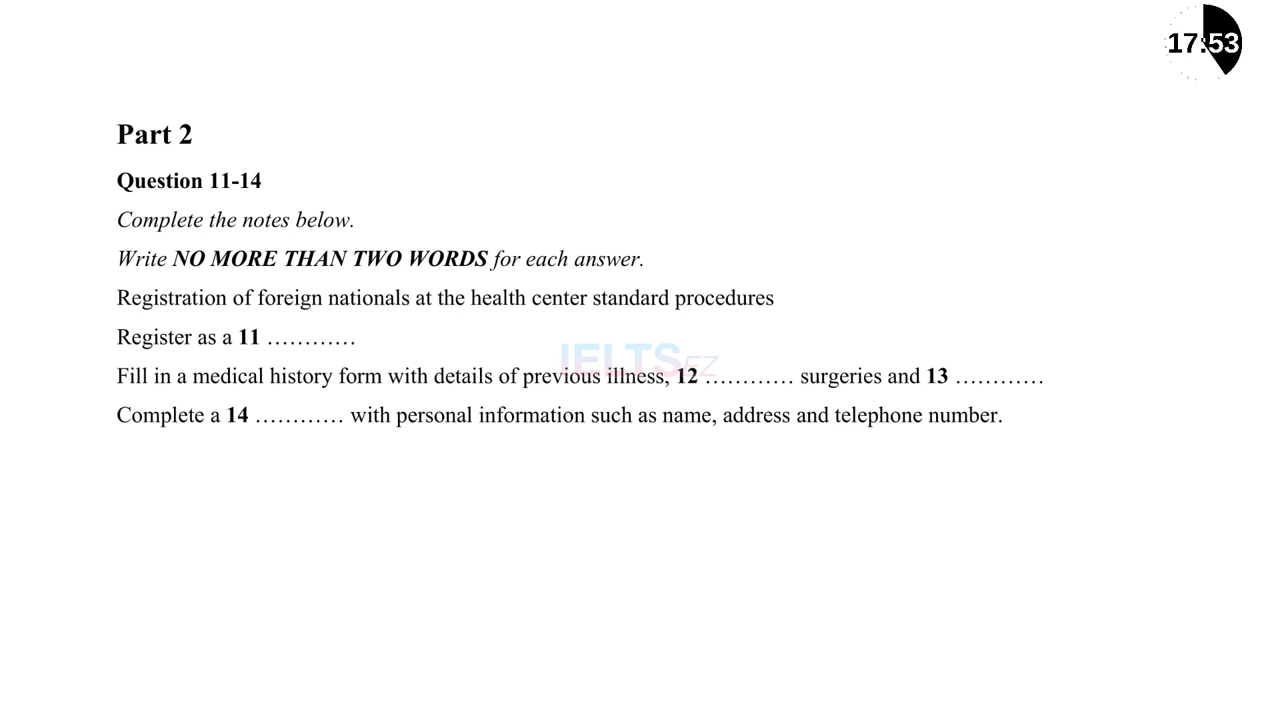 17:53
Part 2
Question 11-14
Complete the notes below.
Write NO MORE THAN TWO WORDS for each answer.
Registration of foreign nationals at the health center standard procedures
Register as a 11 …………
IELTSFZ
Fill in a medical history form with details of previous illness, 12 ………… surgeries and 13 …………
Complete a 14 ………… with personal information such as name, address and telephone number.